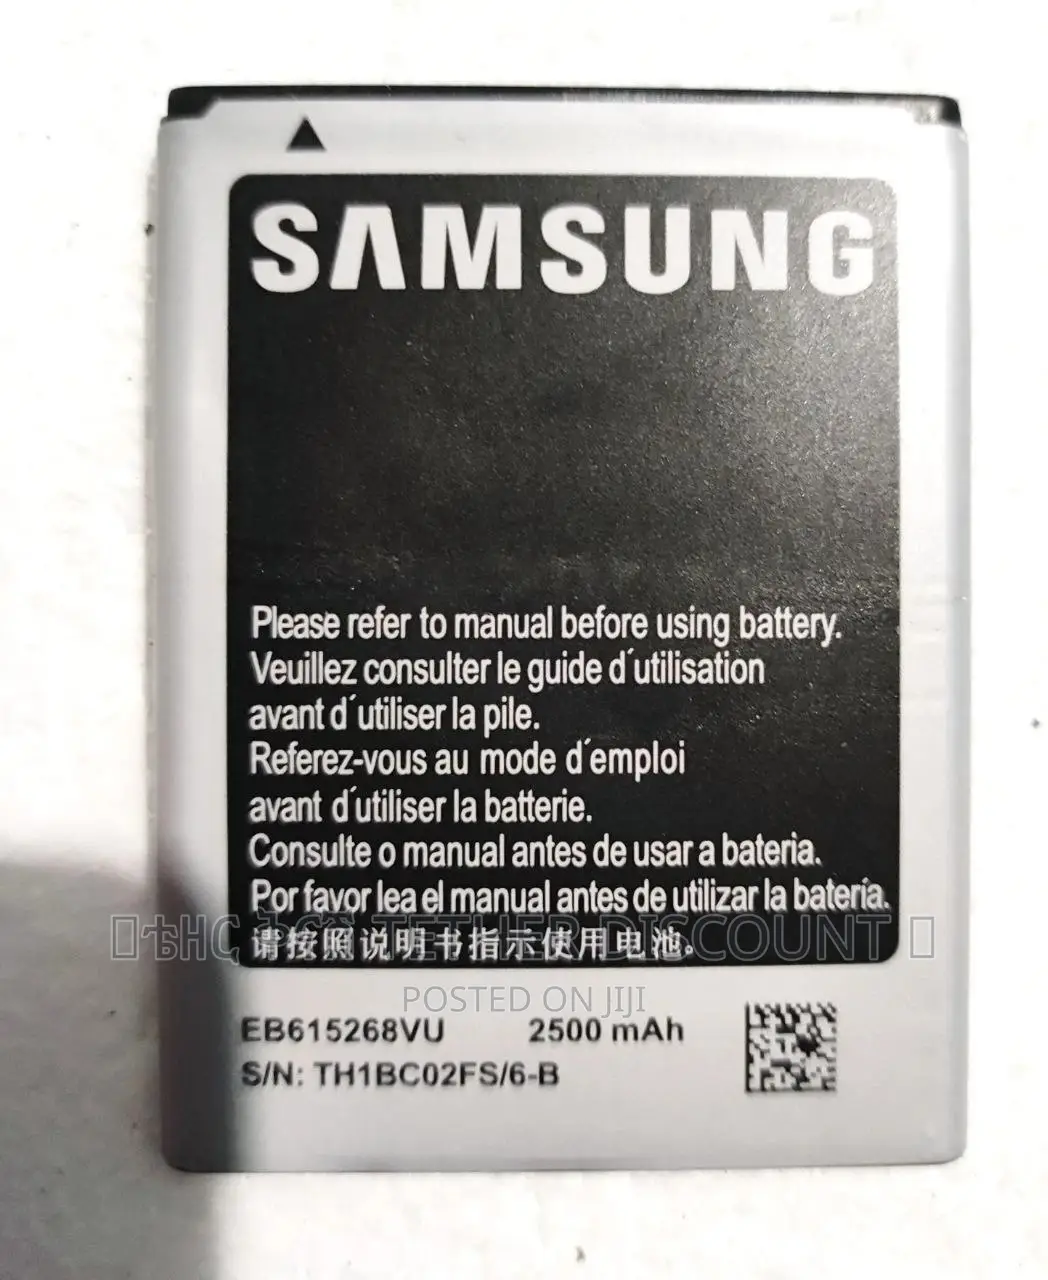 SAMSUNG
Please refer to manual before using battery.
Veuillez consulter le guide d´utilisation
avant d´utiliser la pile.
Referez-vous au mode d´emploi
avant d´utiliser la batterie.
Consulte o manual antes de usar a bateria.
Por favor lea el manual antes de utilizar la batería.
TETHER DISCOUNT
请按照说明书指示使用电池。
POSTED ON JIJI
EB615268VU 2500 mAh
S/N: TH1BC02FS/6-B